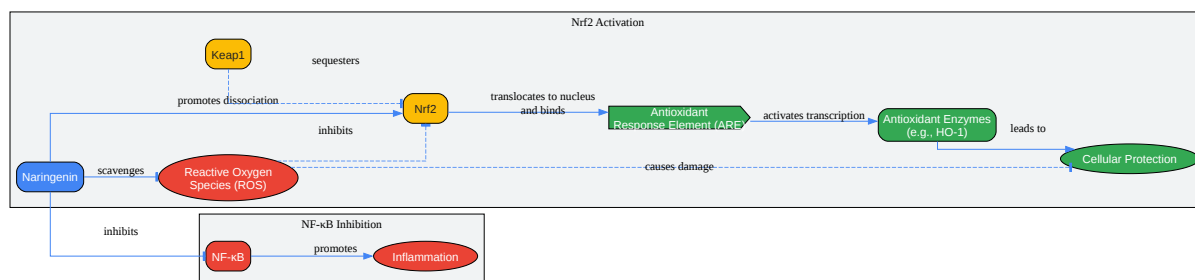 Nrf2 Activation
Keap1
sequesters
promotes dissociation
Nrf2
translocates to nucleus
and binds
Antioxidant
Response Element (ARE)
activates transcription
Antioxidant Enzymes
(e.g., HO-1)
leads to
inhibits
Cellular Protection
Naringenin
scavenges
Reactive Oxygen
Species (ROS)
causes damage
NF-κB Inhibition
inhibits
NF-κB
promotes
Inflammation